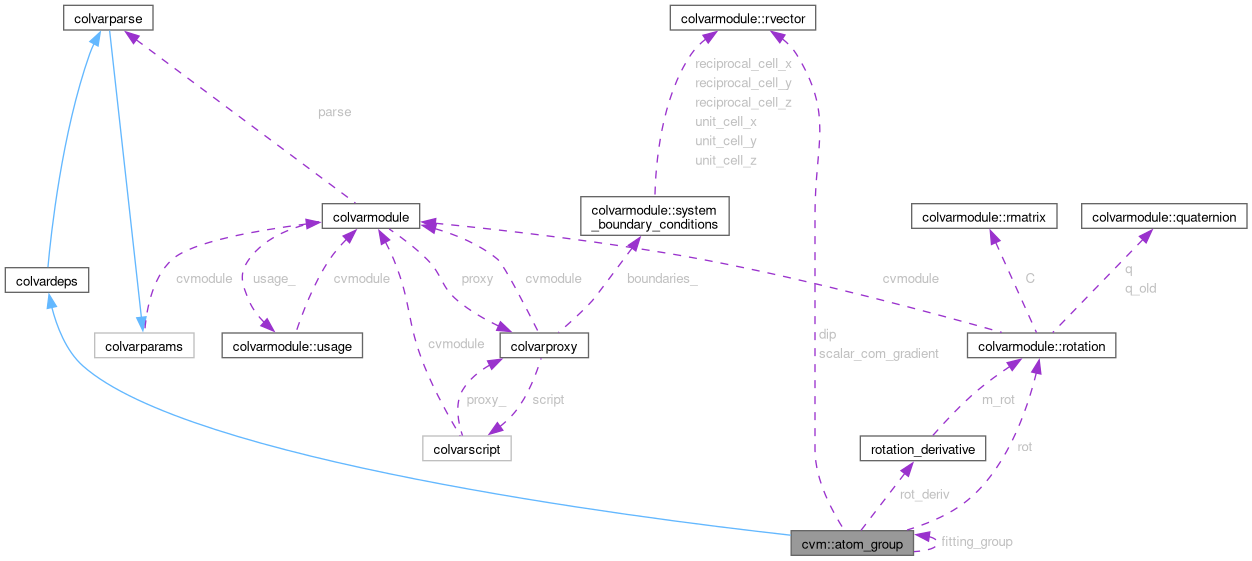 colvarparse
colvarmodule::rvector
reciprocal_cell_x
reciprocal_cell_y
reciprocal_cell_z
unit_cell_x
unit_cell_y
unit_cell_z
parse
colvarmodule
colvarmodule::system
_boundary_conditions
colvarmodule::rmatrix
colvarmodule::quaternion
colvardeps
cvmodule
usage_
cvmodule
proxy
cvmodule
boundaries_
cvmodule
C
q
q_old
colvarparams
colvarmodule::usage
cvmodule
colvarproxy
dip
scalar_com_gradient
colvarmodule::rotation
proxy_
script
m_rot
colvarscript
rotation_derivative
rot
rot_deriv
cvm::atom_group
fitting_group